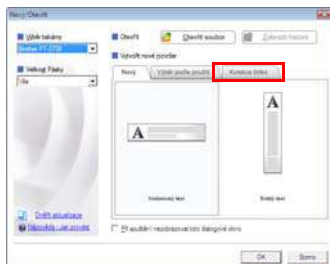 Nový/Otevřít
Výběr tiskárny
Brother PT-2730
Velikost Pásky
Vše
Otevřít
Otevřít soubor
Zobrazit historii
Vytvořit nové rozvržení
Nový
Výběr podle použití
Kolekce štítků
A
Vodorovný text
A
Svislý text
Ověřit aktualizace
Nápověda - Jak provést
Při spuštění nezobrazovat toto dialogové okno
OK
Storno